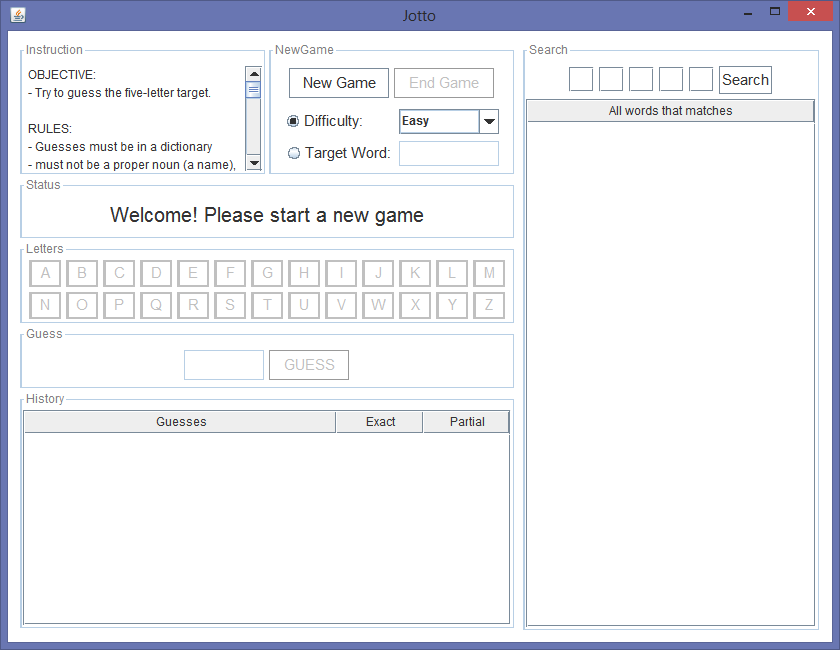 Jotto
Instruction
OBJECTIVE:
- Try to guess the five-letter target.
RULES:
- Guesses must be in a dictionary
- must not be a proper noun (a name),
NewGame
New Game End Game
Difficulty: Easy
Target Word:
Status
Welcome! Please start a new game
Letters
A B C D E F G H I J K L M
N O P Q R S T U V W X Y Z
Guess
GUESS
History
Guesses Exact Partial
Search
Search
All words that matches